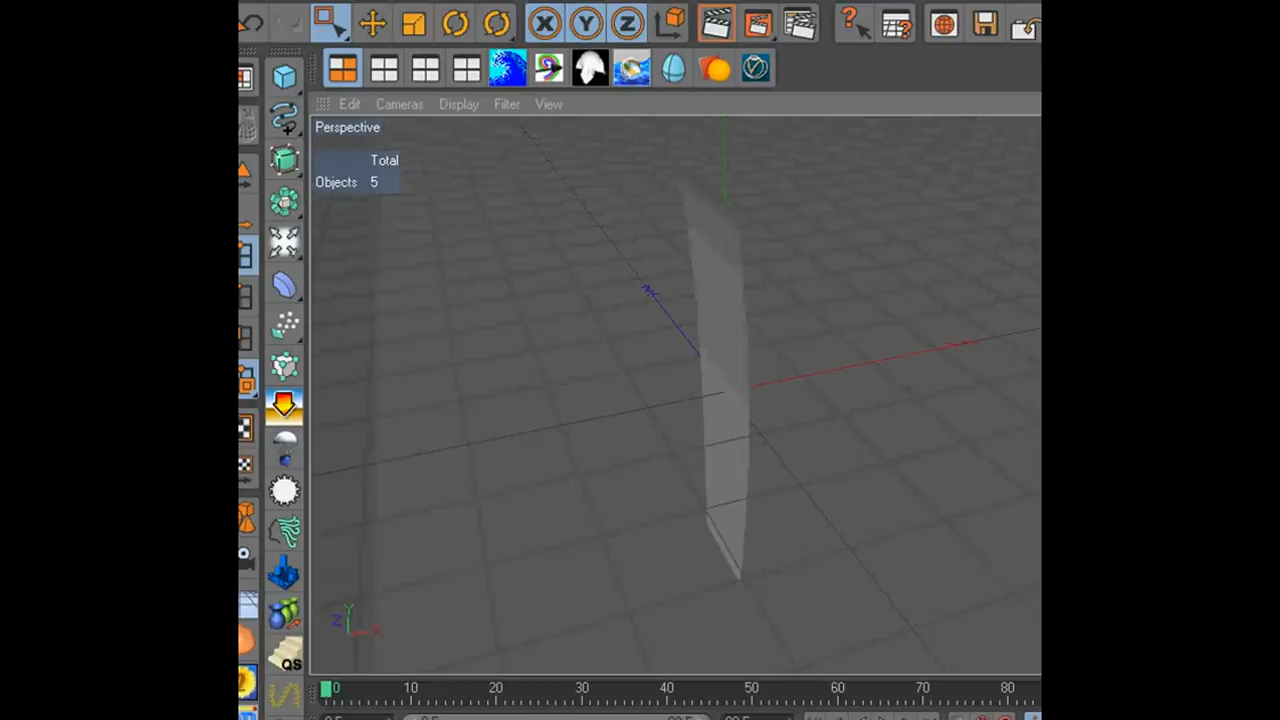 X Y Z
Edit Cameras Display Filter View
Perspective
Total
Objects 5
Y
Z X
QS
0 10 20 30 40 50 60 70 80